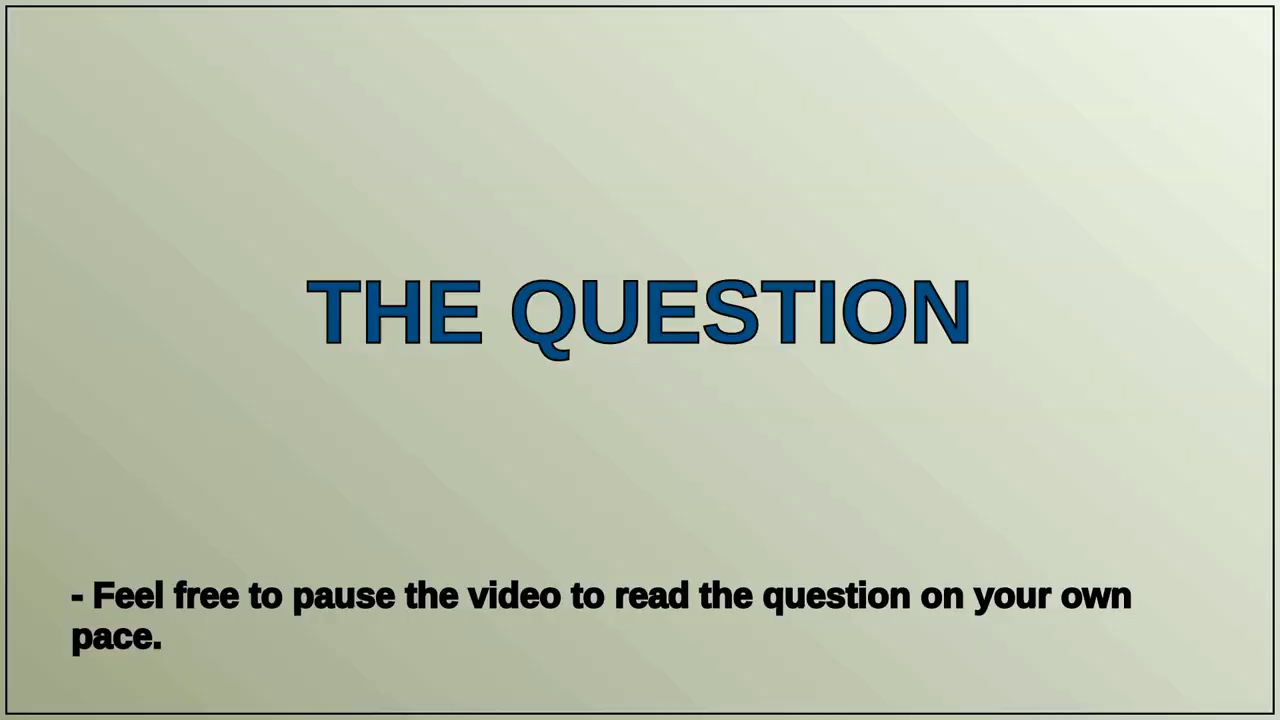 THE QUESTION
- Feel free to pause the video to read the question on your own
pace.